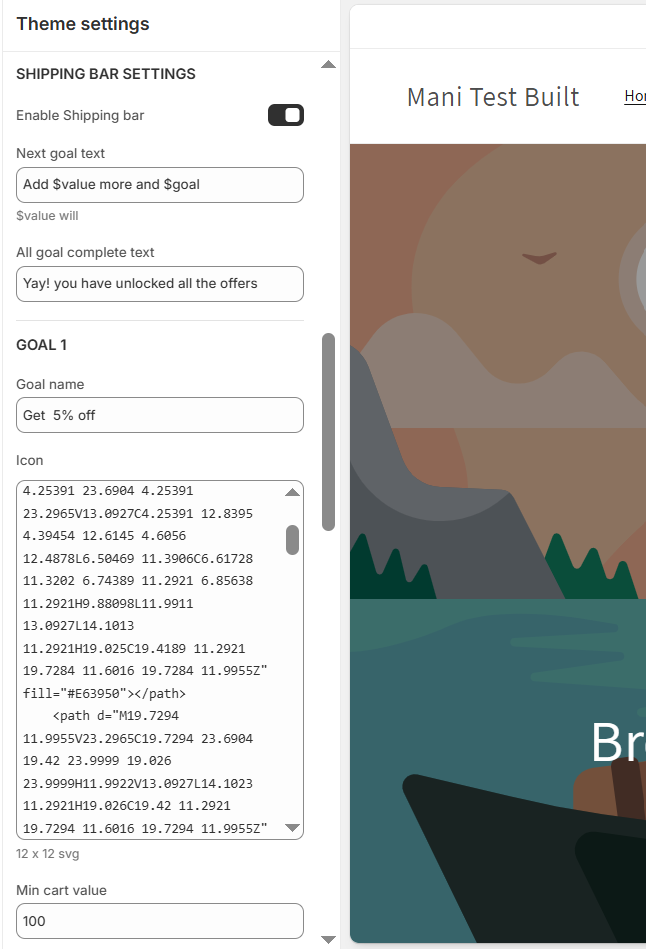 Theme settings
SHIPPING BAR SETTINGS
Enable Shipping bar
Next goal text
Add $value more and $goal
$value will
All goal complete text
Yay! you have unlocked all the offers
GOAL 1
Goal name
Get  5% off
Icon
4.25391 23.6904 4.25391
23.2965V13.0927C4.25391 12.8395
4.39454 12.6145 4.6056
12.4878L6.50469 11.3906C6.61728
11.3202 6.74389 11.2921 6.85638
11.2921H9.88098L11.9911
13.0927L14.1013
11.2921H19.025C19.4189 11.2921
19.7284 11.6016 19.7284 11.9955Z"
fill="#E63950"></path>
    <path d="M19.7294
11.9955V23.2965C19.7294 23.6904
19.42 23.9999 19.026
23.9999H11.9922V13.0927L14.1023
11.2921H19.026C19.42 11.2921
19.7294 11.6016 19.7294 11.9955Z"
12 x 12 svg
Min cart value
100
Mani Test Built
Hor
Bro